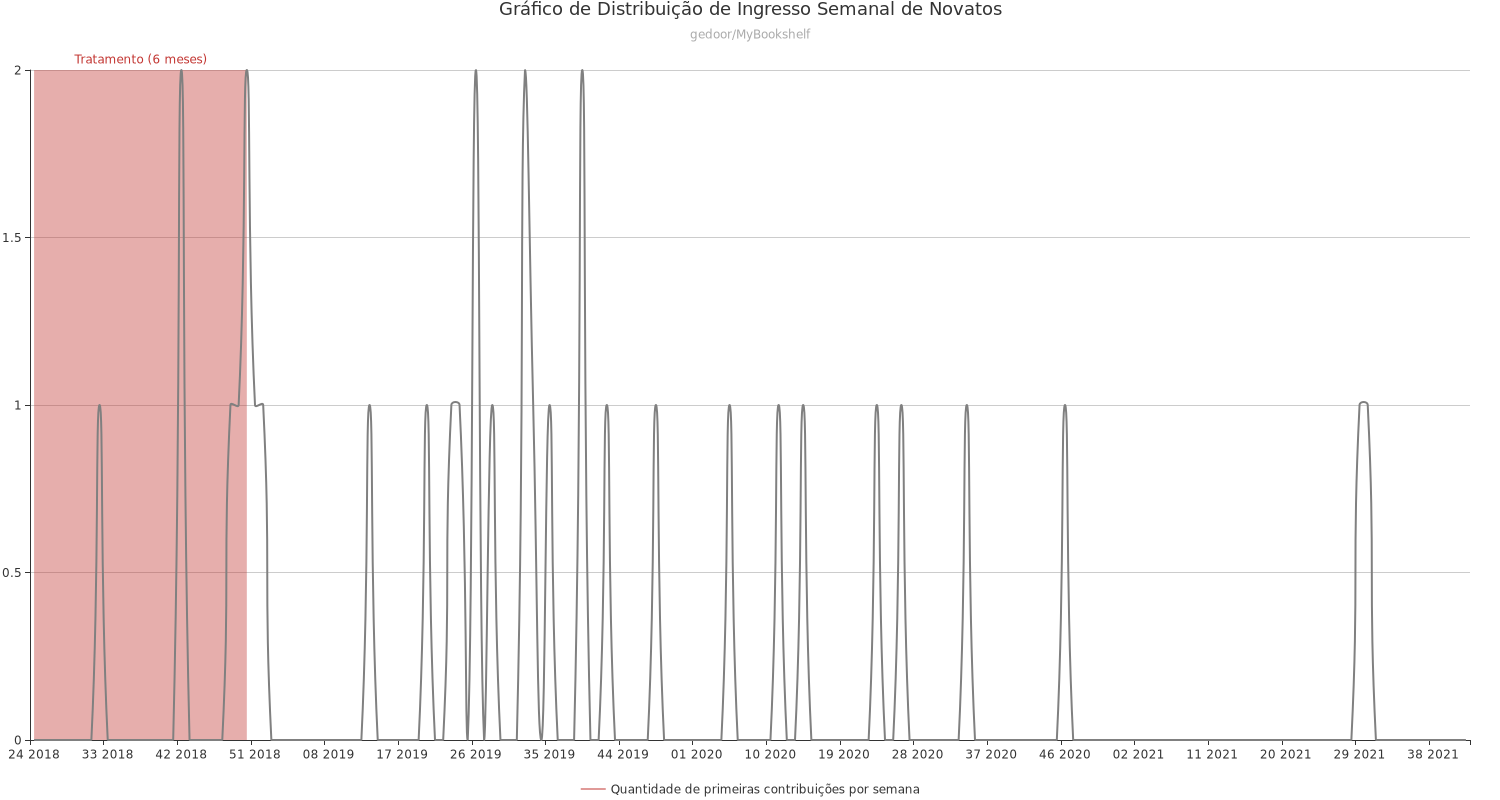 Gráfico de Distribuição de Ingresso Semanal de Novatos
gedoor/MyBookshelf
Tratamento (6 meses)
2
1.5
1
0.5
0
24 2018 33 2018 42 2018 51 2018 08 2019 17 2019 26 2019 35 2019 44 2019 01 2020 10 2020 19 2020 28 2020 37 2020 46 2020 02 2021 11 2021 20 2021 29 2021 38 2021
Quantidade de primeiras contribuições por semana